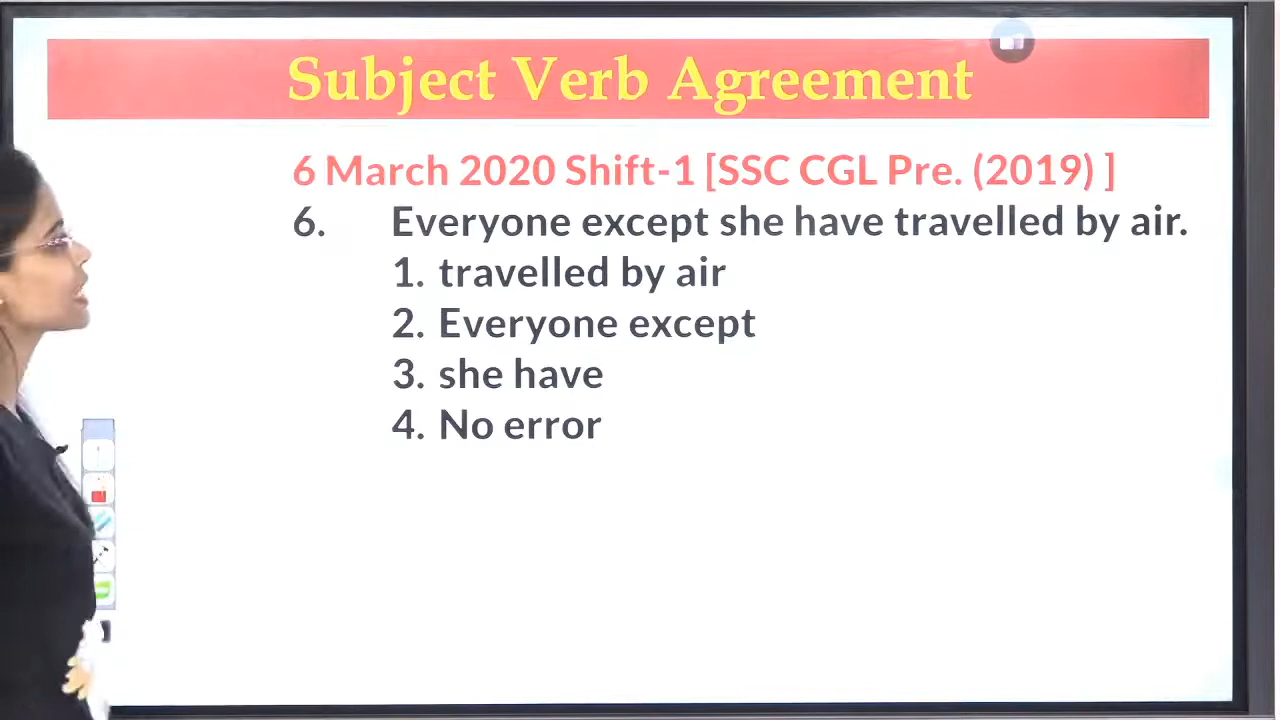 Subject Verb Agreement
6 March 2020 Shift-1 [SSC CGL Pre. (2019) ]
6. Everyone except she have travelled by air.
1. travelled by air
2. Everyone except
3. she have
4. No error